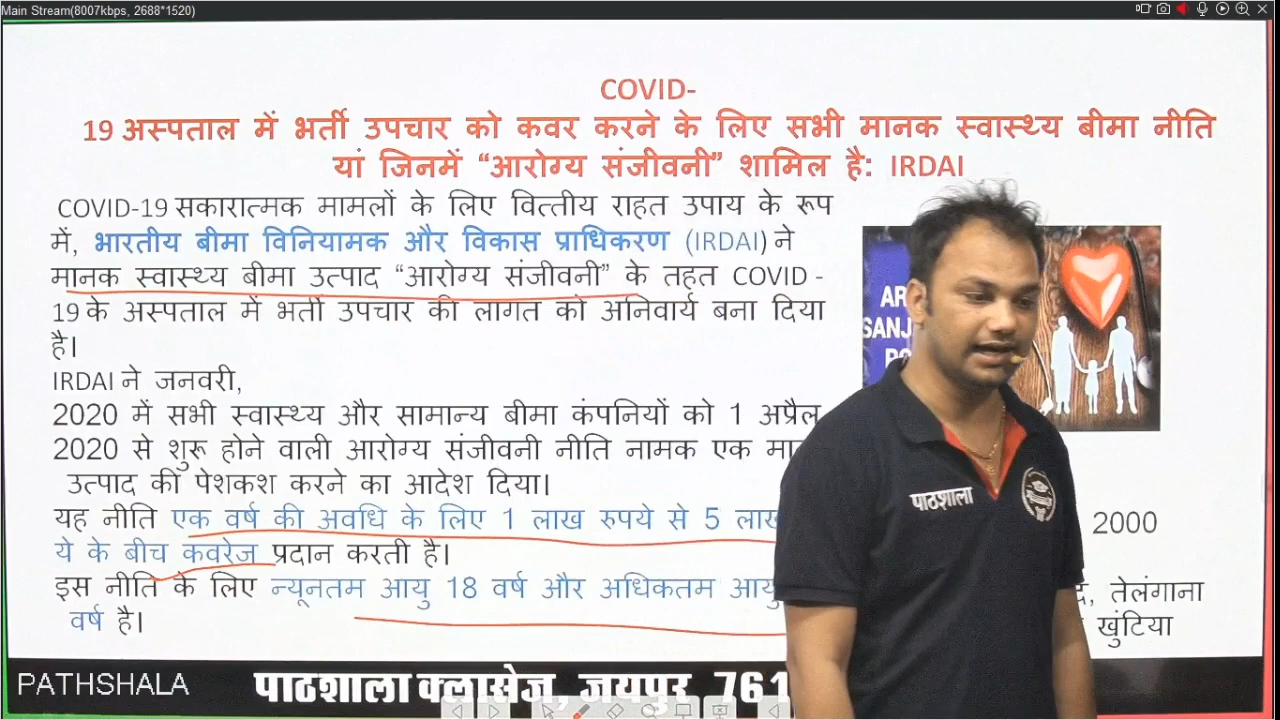 Main Stream(8007kbps, 2688*1520)
COVID-
19 अस्पताल में भर्ती उपचार को कवर करने के लिए सभी मानक स्वास्थ्य बीमा नीति
यां जिनमें “आरोग्य संजीवनी” शामिल है: IRDAI
COVID-19 सकारात्मक मामलों के लिए वित्तीय राहत उपाय के रूप
में, भारतीय बीमा विनियामक और विकास प्राधिकरण (IRDAI) ने
मानक स्वास्थ्य बीमा उत्पाद “आरोग्य संजीवनी” के तहत COVID -
19 के अस्पताल में भर्ती उपचार की लागत को अनिवार्य बना दिया
है।
IRDAI ने जनवरी,
2020 में सभी स्वास्थ्य और सामान्य बीमा कंपनियों को 1 अप्रैल,
2020 से शुरू होने वाली आरोग्य संजीवनी नीति नामक एक
उत्पाद की पेशकश करने का आदेश दिया।
यह नीति एक वर्ष की अवधि के लिए 1 लाख रुपये से 5 लाख
ये के बीच कवरेज प्रदान करती है।
इस नीति के लिए न्यूनतम आयु 18 वर्ष और अधिकतम आयु
वर्ष है।
2000
तेलंगाना
खुंटिया
पाठशाला
PATHSHALA
पाठशाला क्लासेज, जयपुर 761